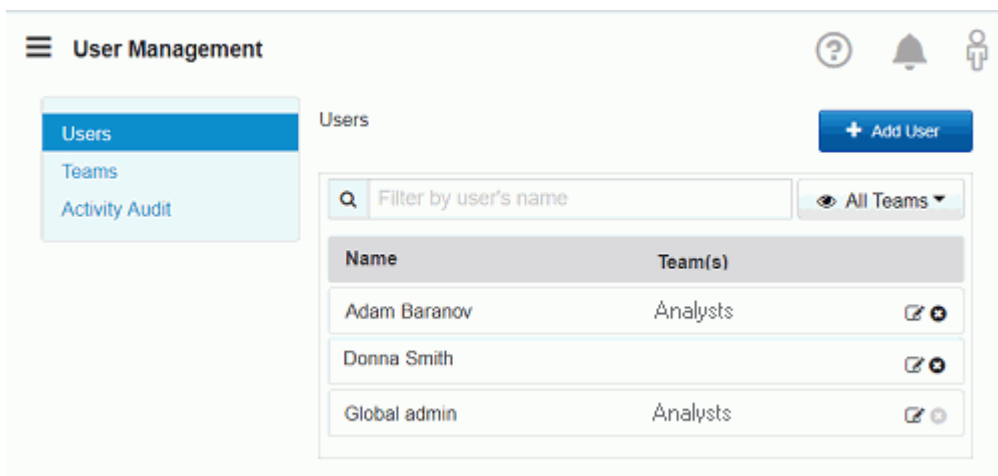 User Management
Users
Teams
Activity Audit
Users
Add User
Filter by user's name
All Teams
Name Team(s)
Adam Baranov Analysts
Donna Smith
Global admin Analysts